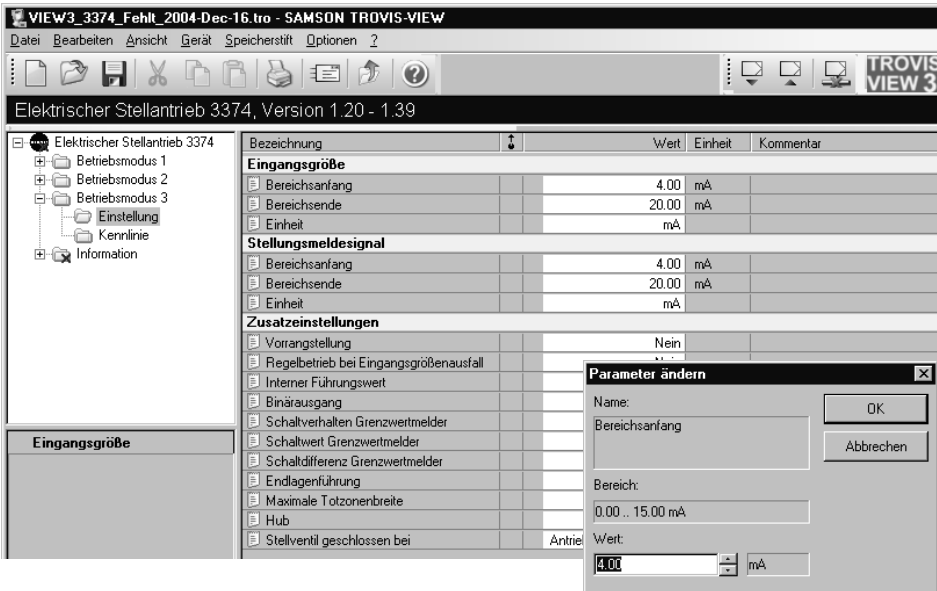 VIEW3_3374_Fehlt_2004-Dec-16.tro - SAMSON TROVIS-VIEW
Datei Bearbeiten Ansicht Gerät Speicherstift Optionen ?
TROVIS
VIEW 3
Elektrischer Stellantrieb 3374, Version 1.20 - 1.39
Elektrischer Stellantrieb 3374
Betriebsmodus 1
Betriebsmodus 2
Betriebsmodus 3
Einstellung
Kennlinie
Information
Eingangsgröße
Bezeichnung Wert Einheit Kommentar
Eingangsgröße
Bereichsanfang 4.00 mA
Bereichsende 20.00 mA
Einheit mA
Stellungsmeldesignal
Bereichsanfang 4.00 mA
Bereichsende 20.00 mA
Einheit mA
Zusatzeinstellungen
Vorrangstellung Nein
Regelbetrieb bei Eingangsgrößenausfall
Interner Führungswert
Binärausgang
Schaltverhalten Grenzwertmelder
Schaltwert Grenzwertmelder
Schaltdifferenz Grenzwertmelder
Endlagenführung
Maximale Totzonenbreite
Hub
Stellventil geschlossen bei Antrie
Parameter ändern
Name:
Bereichsanfang
OK
Abbrechen
Bereich:
0.00 .. 15.00 mA
Wert:
4.00 mA